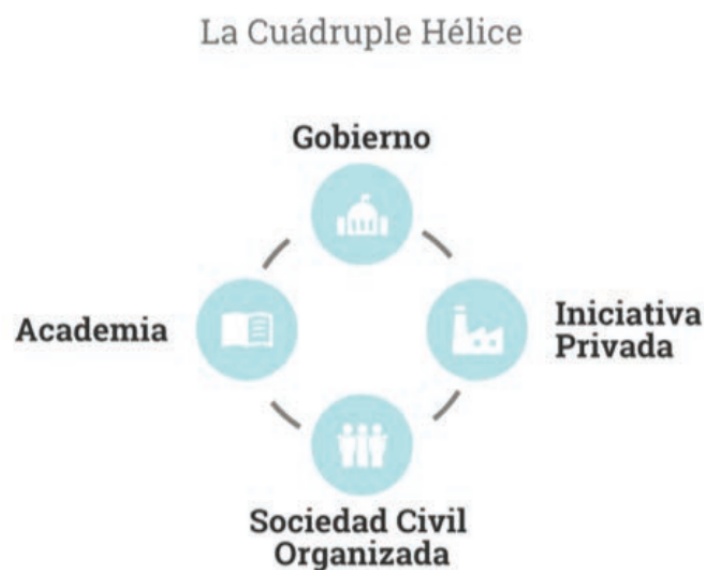 La Cuádruple Hélice
Gobierno
Academia
Iniciativa
Privada
Sociedad Civil
Organizada